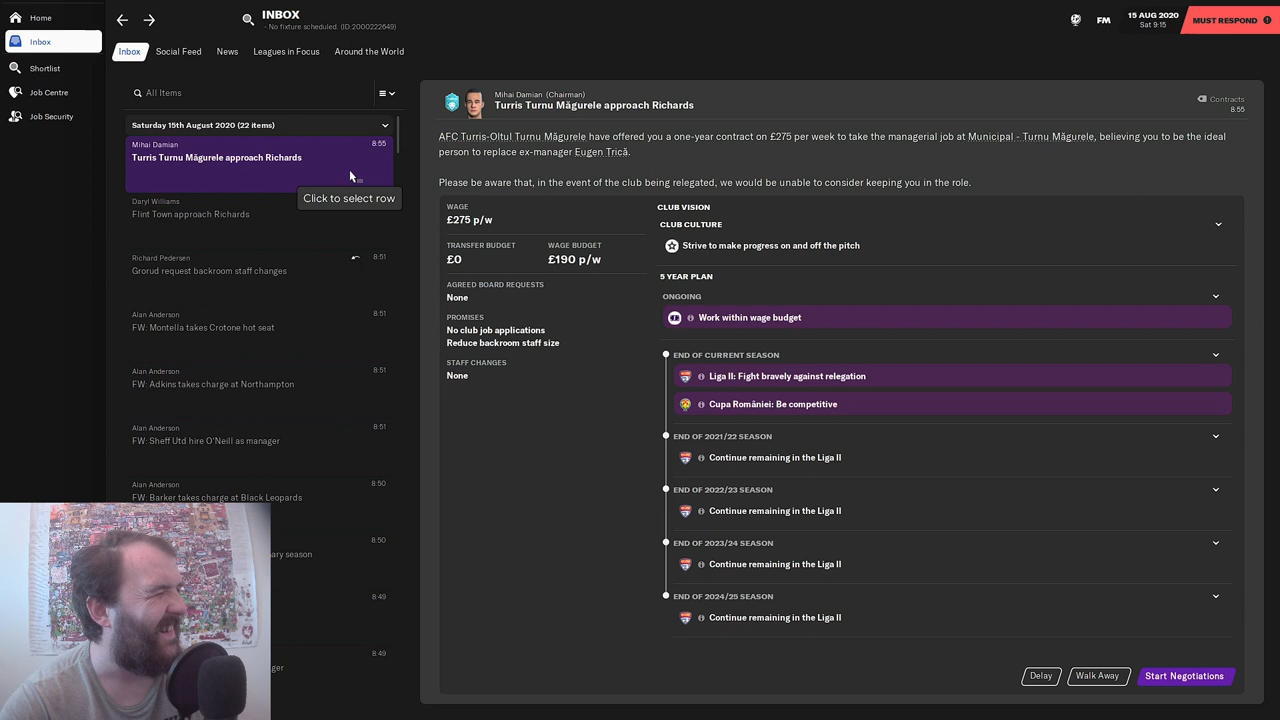 Home
Inbox
Shortlist
Job Centre
Job Security
INBOX
- No fixture scheduled. (ID:2000222649)
FM
15 AUG 2020
Sat 9:15
MUST RESPOND
Inbox
Social Feed
News
Leagues in Focus
Around the World
All Items
Saturday 15th August 2020 (22 items)
Mihai Damian
8:55
Turris Turnu Măgurele approach Richards
Click to select row
Daryl Williams
Flint Town approach Richards
Richard Pedersen
8:51
Grorud request backroom staff changes
Alan Anderson
8:51
FW: Montella takes Crotone hot seat
Alan Anderson
8:51
FW: Adkins takes charge at Northampton
Alan Anderson
8:51
FW: Sheff Utd hire O'Neill as manager
Alan Anderson
8:50
FW: Barker takes charge at Black Leopards
8:50
ary season
8:49
8:49
ger
Mihai Damian (Chairman)
Turris Turnu Măgurele approach Richards
Contracts
8:55
AFC Turris-Oltul Turnu Măgurele have offered you a one-year contract on £275 per week to take the managerial job at Municipal - Turnu Măgurele, believing you to be the ideal
person to replace ex-manager Eugen Trică.
Please be aware that, in the event of the club being relegated, we would be unable to consider keeping you in the role.
WAGE
£275 p/w
TRANSFER BUDGET
£0
WAGE BUDGET
£190 p/w
AGREED BOARD REQUESTS
None
PROMISES
No club job applications
Reduce backroom staff size
STAFF CHANGES
None
CLUB VISION
CLUB CULTURE
Strive to make progress on and off the pitch
5 YEAR PLAN
ONGOING
Work within wage budget
END OF CURRENT SEASON
Liga II: Fight bravely against relegation
Cupa României: Be competitive
END OF 2021/22 SEASON
Continue remaining in the Liga II
END OF 2022/23 SEASON
Continue remaining in the Liga II
END OF 2023/24 SEASON
Continue remaining in the Liga II
END OF 2024/25 SEASON
Continue remaining in the Liga II
Delay
Walk Away
Start Negotiations